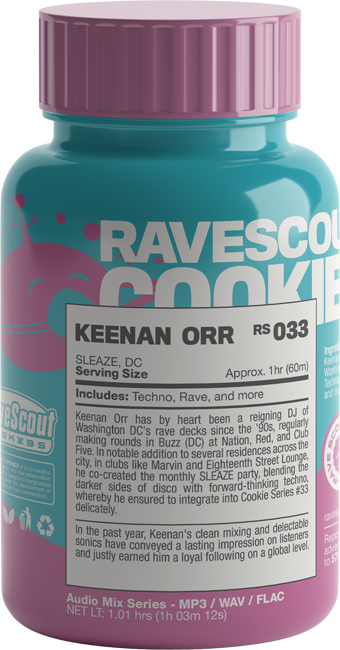 RAVESCOU
COOKIE
KEENAN ORR RS 033
SLEAZE, DC
Serving Size Approx. 1hr (60m)
Includes: Techno, Rave, and more
Keenan Orr has by heart been a reigning DJ of
Washington DC's rave decks since the '90s, regularly
making rounds in Buzz (DC) at Nation, Red, and Club
Five. In notable addition to several residences across the
city, in clubs like Marvin and Eighteenth Street Lounge,
he co-created the monthly SLEAZE party, blending the
darker sides of disco with forward-thinking techno,
whereby he ensured to integrate into Cookie Series #33
delicately.
In the past year, Keenan's clean mixing and delectable
sonics have conveyed a lasting impression on listeners
and justly earned him a loyal following on a global level.
Audio Mix Series - MP3 / WAV / FLAC
NET LT: 1.01 hrs (1h 03m 12s)